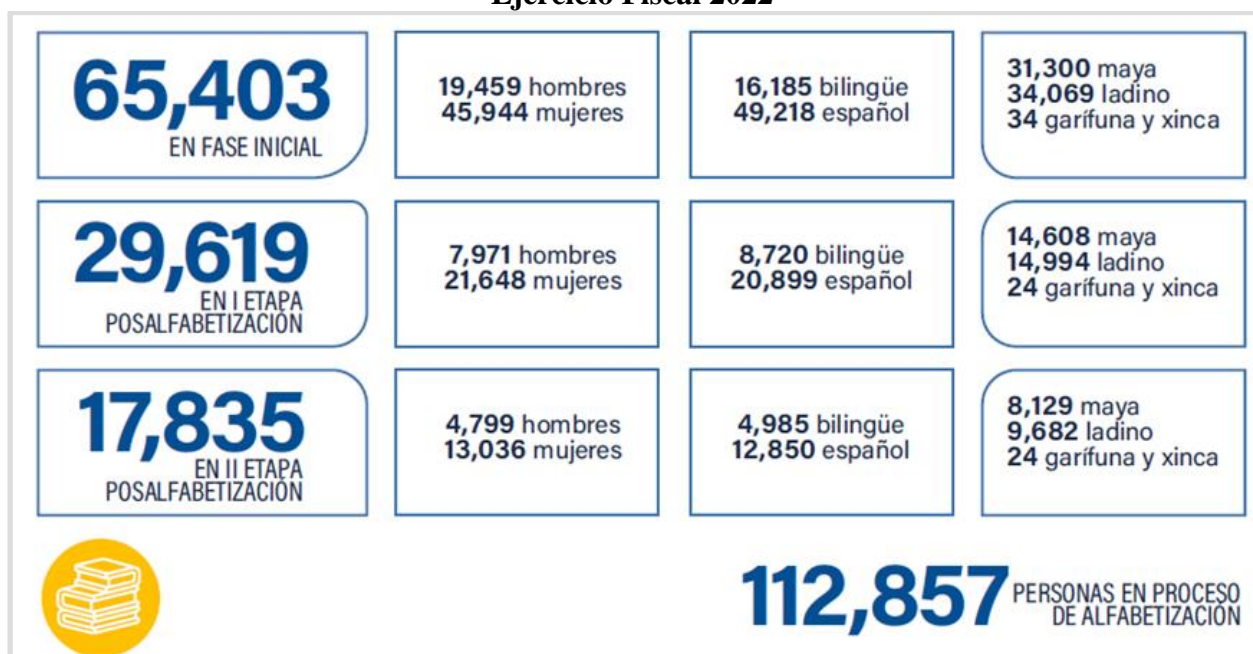 Ejercicio Fiscal 2022
65,403
EN FASE INICIAL
19,459 hombres
45,944 mujeres
16,185 bilingüe
49,218 español
31,300 maya
34,069 ladino
34 garífuna y xinca
29,619
EN I ETAPA
POSALFABETIZACIÓN
7,971 hombres
21,648 mujeres
8,720 bilingüe
20,899 español
14,608 maya
14,994 ladino
24 garífuna y xinca
17,835
EN II ETAPA
POSALFABETIZACIÓN
4,799 hombres
13,036 mujeres
4,985 bilingüe
12,850 español
8,129 maya
9,682 ladino
24 garífuna y xinca
112,857
PERSONAS EN PROCESO
DE ALFABETIZACIÓN